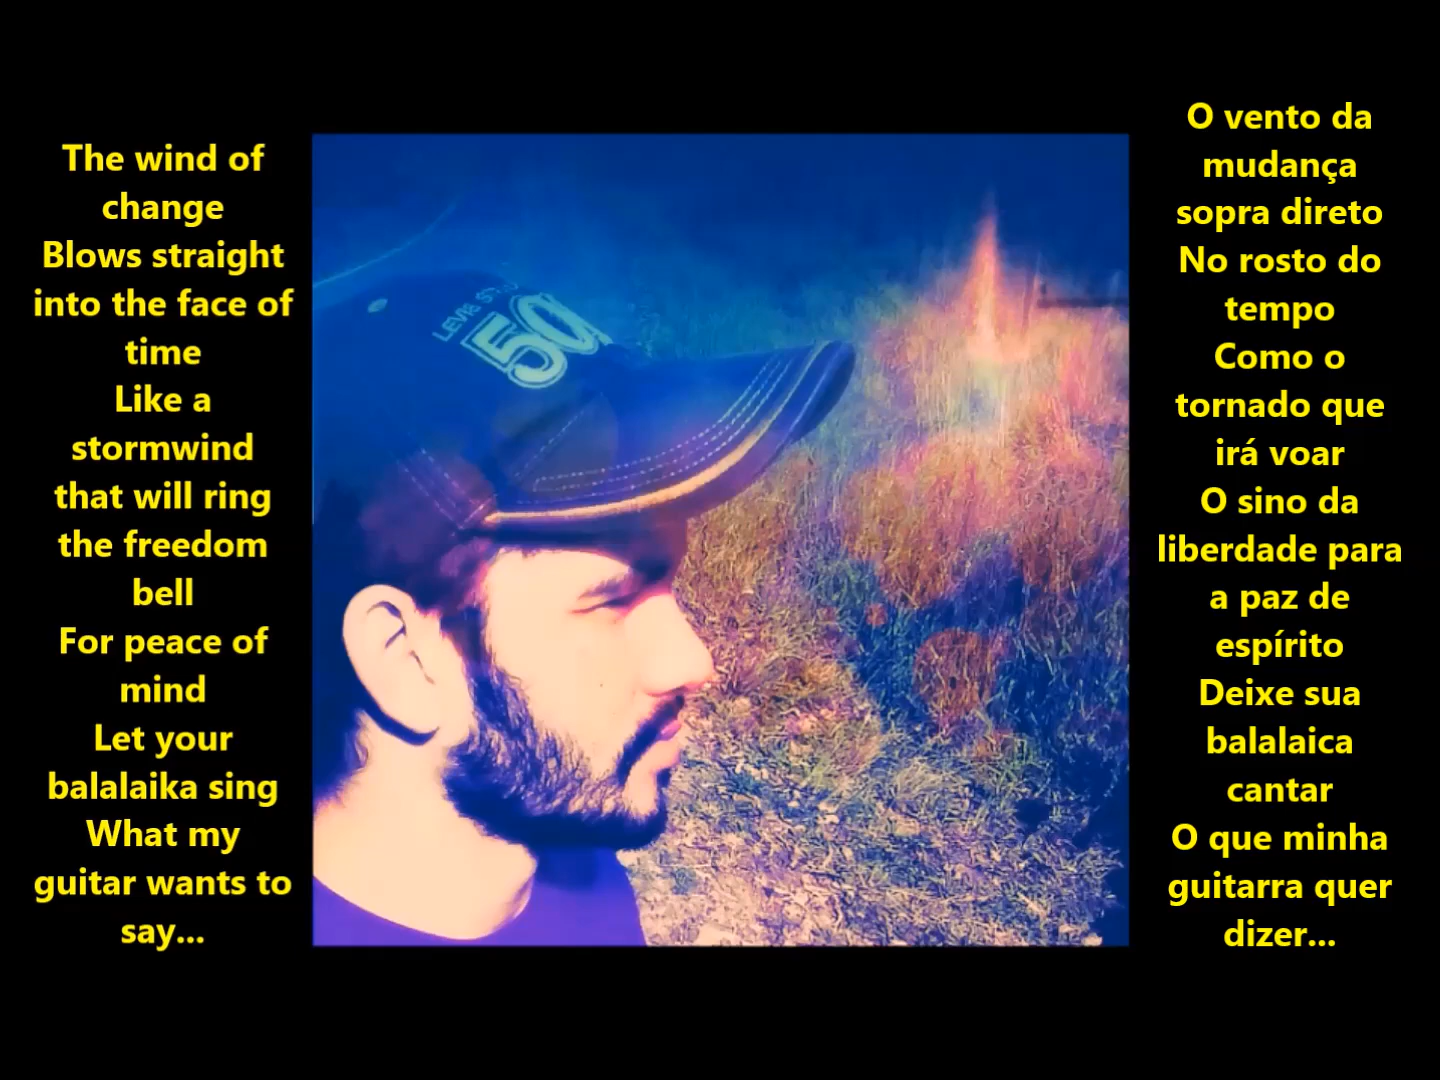 The wind of
change
Blows straight
into the face of
time
Like a
stormwind
that will ring
the freedom
bell
For peace of
mind
Let your
balalaika sing
What my
guitar wants to
say...
LEVIS
50
O vento da
mudança
sopra direto
No rosto do
tempo
Como o
tornado que
irá voar
O sino da
liberdade para
a paz de
espírito
Deixe sua
balalaica
cantar
O que minha
guitarra quer
dizer...